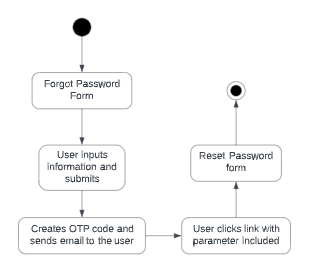 Forgot Password
Form
User inputs
information and
submits
Creates OTP code and
sends email to the user
User clicks link with
parameter included
Reset Password
form